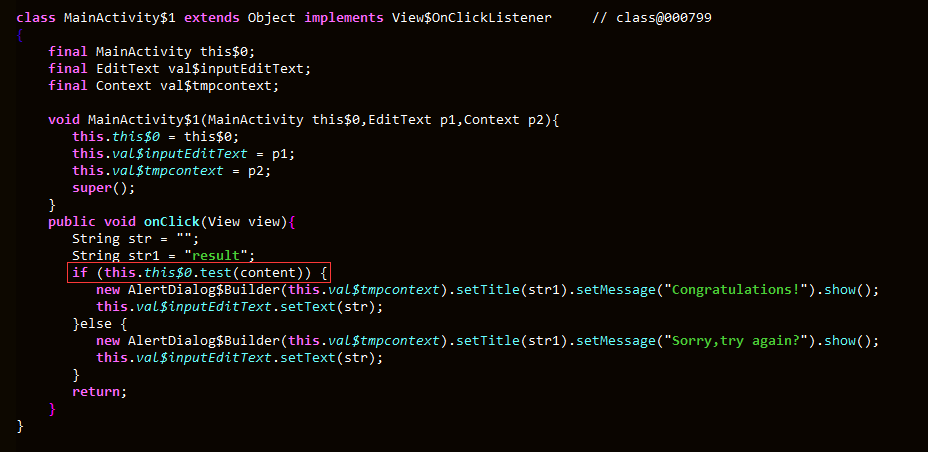 class MainActivity$1 extends Object implements View$OnClickListener     // class@000799
{
    final MainActivity this$0;
    final EditText val$inputEditText;
    final Context val$tmpcontext;

    void MainActivity$1(MainActivity this$0,EditText p1,Context p2){
       this.this$0 = this$0;
       this.val$inputEditText = p1;
       this.val$tmpcontext = p2;
       super();
    }
    public void onClick(View view){
       String str = "";
       String str1 = "result";
       if (this.this$0.test(content)) {
          new AlertDialog$Builder(this.val$tmpcontext).setTitle(str1).setMessage("Congratulations!").show();
          this.val$inputEditText.setText(str);
       }else {
          new AlertDialog$Builder(this.val$tmpcontext).setTitle(str1).setMessage("Sorry,try again?").show();
          this.val$inputEditText.setText(str);
       }
       return;
    }
}